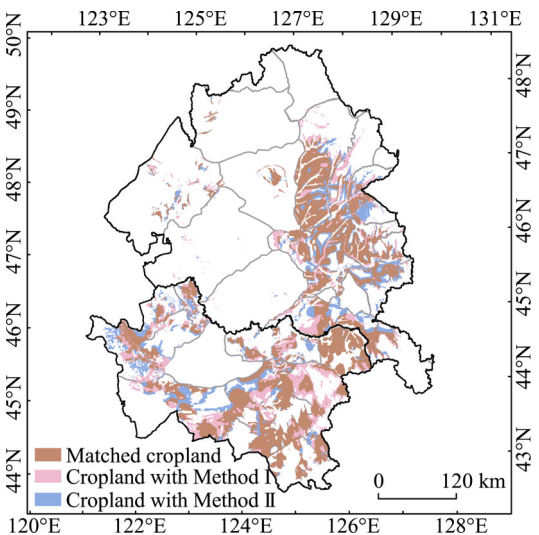 123°E 125°E 127°E 129°E 131°E
50°N
49°N
48°N
47°N
46°N
45°N
44°N
48°N
47°N
46°N
45°N
44°N
43°N
Matched cropland
Cropland with Method Ⅰ
Cropland with Method Ⅱ
0 120 km
120°E 122°E 124°E 126°E 128°E